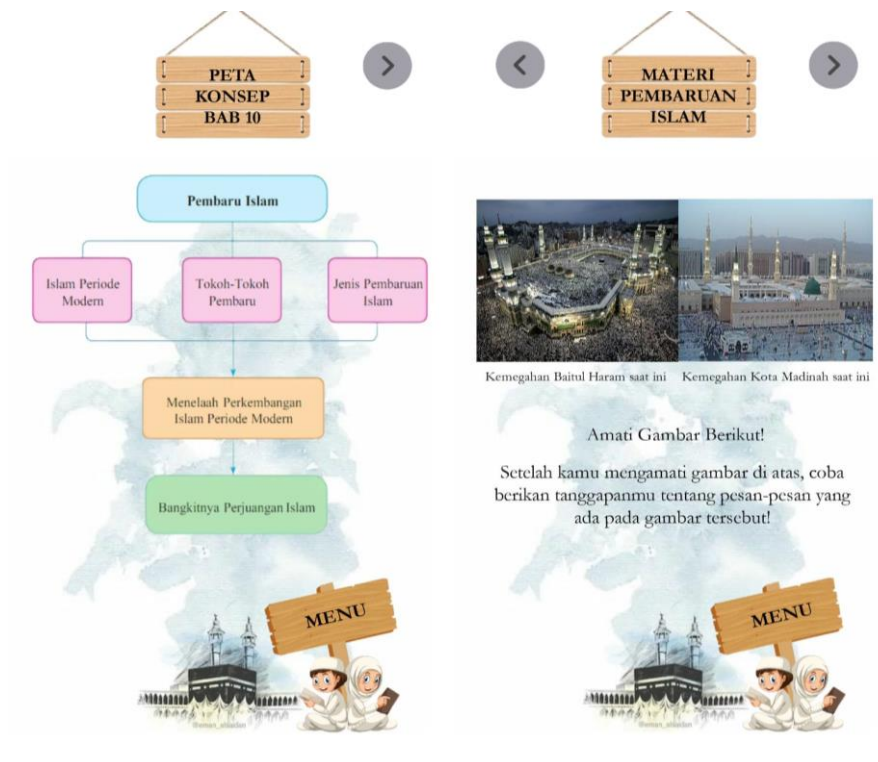 PETA
KONSEP
BAB 10
Pembaru Islam
Islam Periode
Modern
Tokoh-Tokoh
Pembaru
Jenis Pembaruan
Islam
Menelaah Perkembangan
Islam Periode Modern
Bangkitnya Perjuangan Islam
MENU
MATERI
PEMBARUAN
ISLAM
Kemegahan Baitul Haram saat ini
Kemegahan Kota Madinah saat ini
Amati Gambar Berikut!
Setelah kamu mengamati gambar di atas, coba
berikan tanggapanmu tentang pesan-pesan yang
ada pada gambar tersebut!
MENU